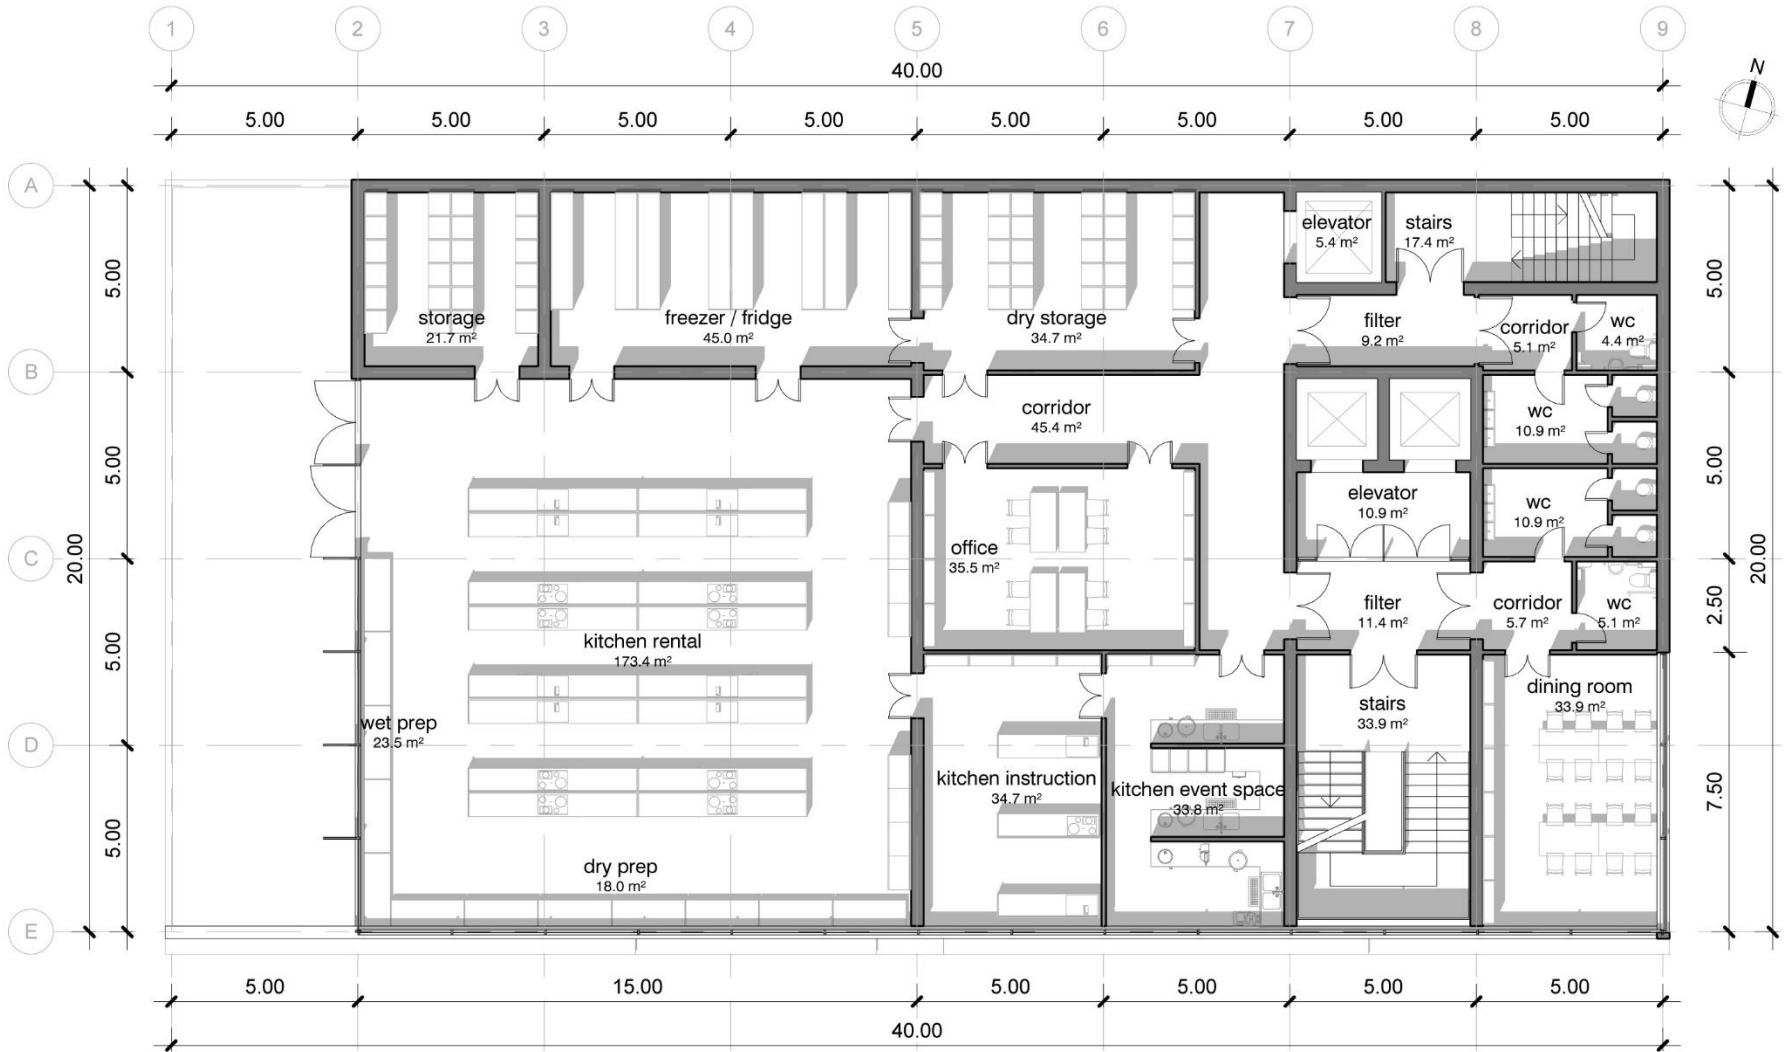 1 2 3 4 5 6 7 8 9
40.00
N
5.00 5.00 5.00 5.00 5.00 5.00 5.00 5.00
A
B
C
D
E
20.00
5.00
5.00
5.00
5.00
storage
21.7 m²
freezer / fridge
45.0 m²
dry storage
34.7 m²
elevator
5.4 m²
stairs
17.4 m²
filter
9.2 m²
corridor
5.1 m²
wc
4.4 m²
corridor
45.4 m²
wc
10.9 m²
elevator
10.9 m²
wc
10.9 m²
office
35.5 m²
filter
11.4 m²
corridor
5.7 m²
wc
5.1 m²
kitchen rental
173.4 m²
wet prep
23.5 m²
dry prep
18.0 m²
kitchen instruction
34.7 m²
kitchen event space
33.8 m²
stairs
33.9 m²
dining room
33.9 m²
5.00
5.00
2.50
7.50
20.00
5.00 15.00 5.00 5.00 5.00 5.00
40.00